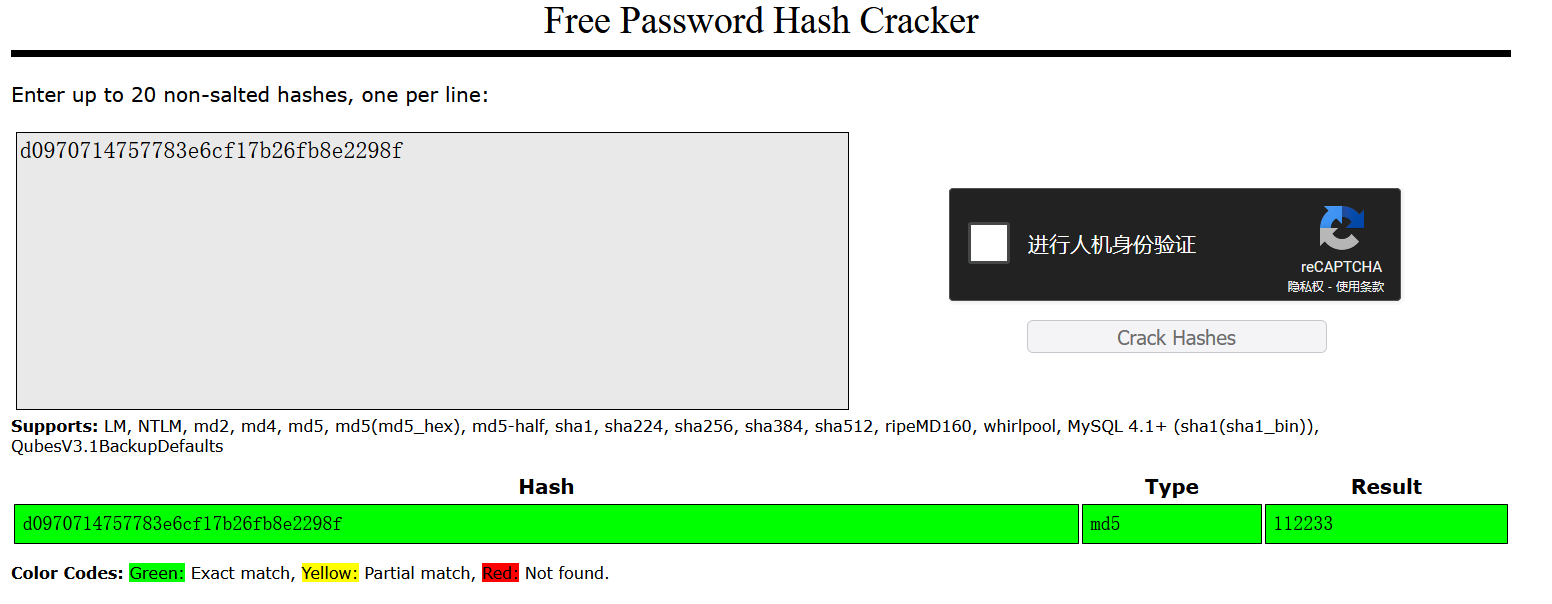 Free Password Hash Cracker
Enter up to 20 non-salted hashes, one per line:
d0970714757783e6cf17b26fb8e2298f
进行人机身份验证
reCAPTCHA
隐私权 - 使用条款
Crack Hashes
Supports: LM, NTLM, md2, md4, md5, md5(md5_hex), md5-half, sha1, sha224, sha256, sha384, sha512, ripeMD160, whirlpool, MySQL 4.1+ (sha1(sha1_bin)),
QubesV3.1BackupDefaults
Hash Type Result
d0970714757783e6cf17b26fb8e2298f md5 112233
Color Codes: Green: Exact match, Yellow: Partial match, Red: Not found.